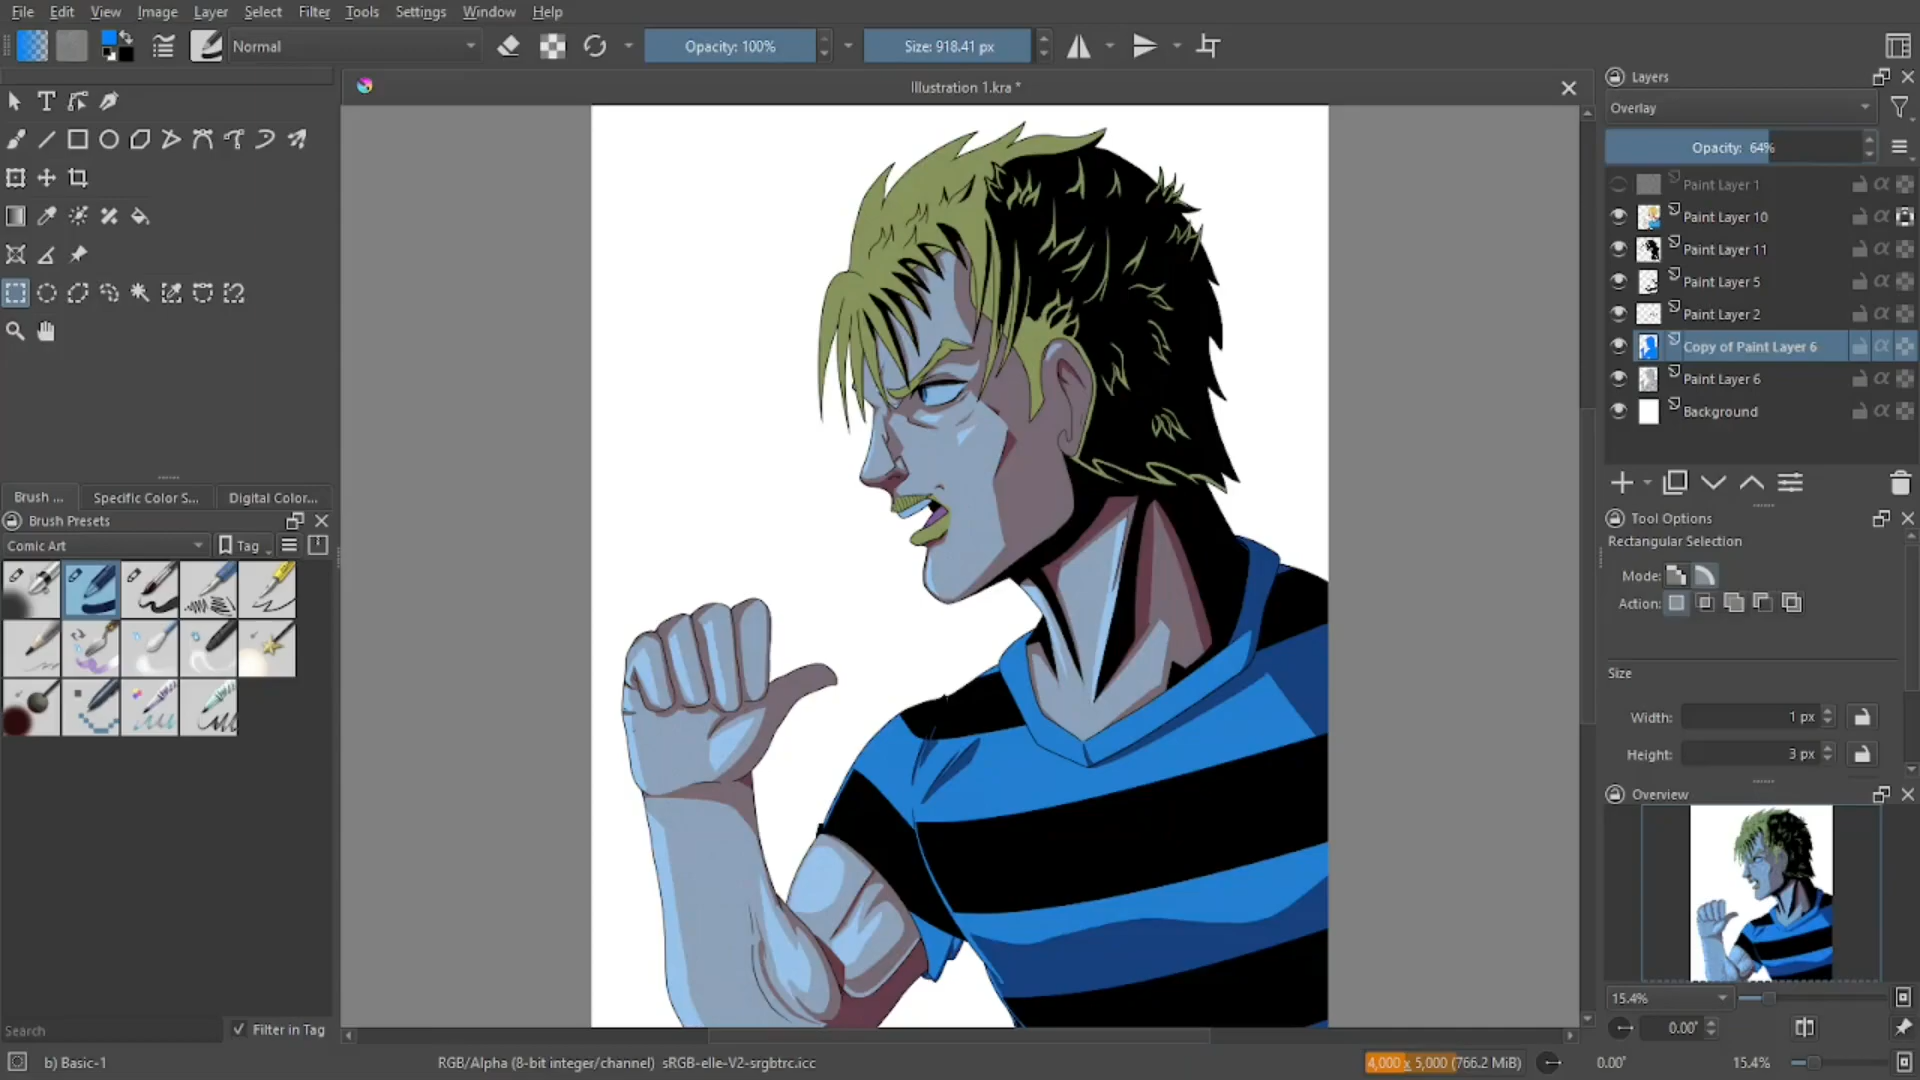 File Edit View Image Layer Select Filter Tools Settings Window Help
Normal
Opacity: 100%
Size: 918.41 px
Illustration 1.kra *
Layers
Overlay
Opacity: 64%
Paint Layer 1
Paint Layer 10
Paint Layer 11
Paint Layer 5
Paint Layer 2
Copy of Paint Layer 6
Paint Layer 6
Background
Brush ... Specific Color S... Digital Color...
Brush Presets
Comic Art
Tag
Tool Options
Rectangular Selection
Mode:
Action:
Size
Width: 1 px
Height: 3 px
Overview
15.4%
0.00°
Search
Filter in Tag
b) Basic-1
RGB/Alpha (8-bit integer/channel) sRGB-elle-V2-srgbtrc.icc
4,000 x 5,000 (766.2 MiB)
0.00°
15.4%